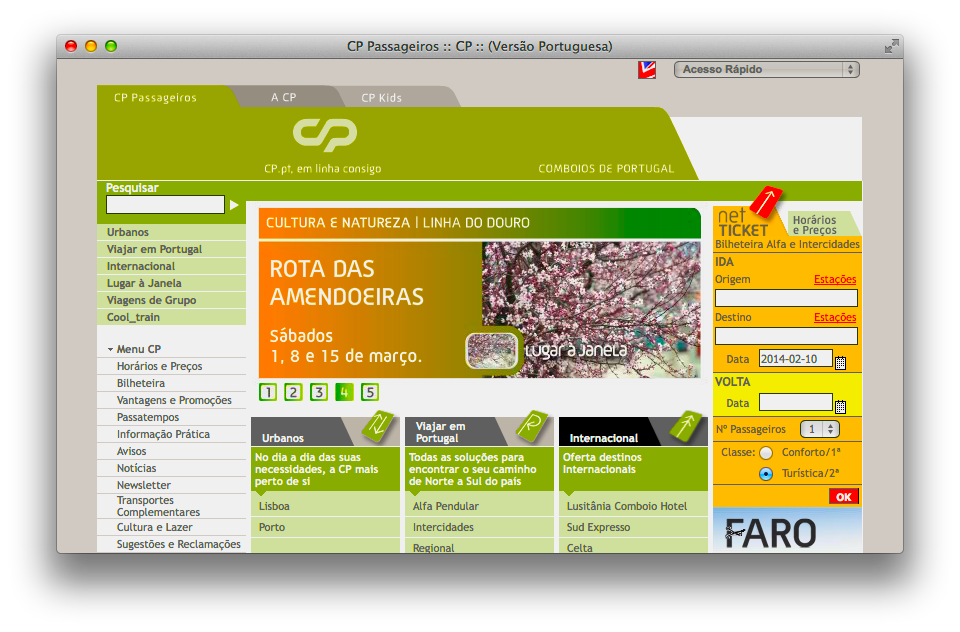 CP Passageiros :: CP :: (Versão Portuguesa)
Acesso Rápido
CP Passageiros
A CP
CP Kids
CP
CP.pt, em linha consigo
COMBOIOS DE PORTUGAL
Pesquisar
Urbanos
Viajar em Portugal
Internacional
Lugar à Janela
Viagens de Grupo
Cool_train
Menu CP
Horários e Preços
Bilheteira
Vantagens e Promoções
Passatempos
Informação Prática
Avisos
Notícias
Newsletter
Transportes
Complementares
Cultura e Lazer
Sugestões e Reclamações
CULTURA E NATUREZA | LINHA DO DOURO
ROTA DAS
AMENDOEIRAS
Sábados
1, 8 e 15 de março.
Lugar à Janela
1 2 3 4 5
Urbanos
No dia a dia das suas
necessidades, a CP mais
perto de si
Lisboa
Porto
Viajar em
Portugal
Todas as soluções para
encontrar o seu caminho
de Norte a Sul do país
Alfa Pendular
Intercidades
Regional
Internacional
Oferta destinos
Internacionais
Lusitânia Comboio Hotel
Sud Expresso
Celta
net
TICKET
Horários
e Preços
Bilheteira Alfa e Intercidades
IDA
Origem Estações
Destino Estações
Data 2014-02-10
VOLTA
Data
Nº Passageiros 1
Classe: Conforto/1ª
Turística/2ª
OK
FARO